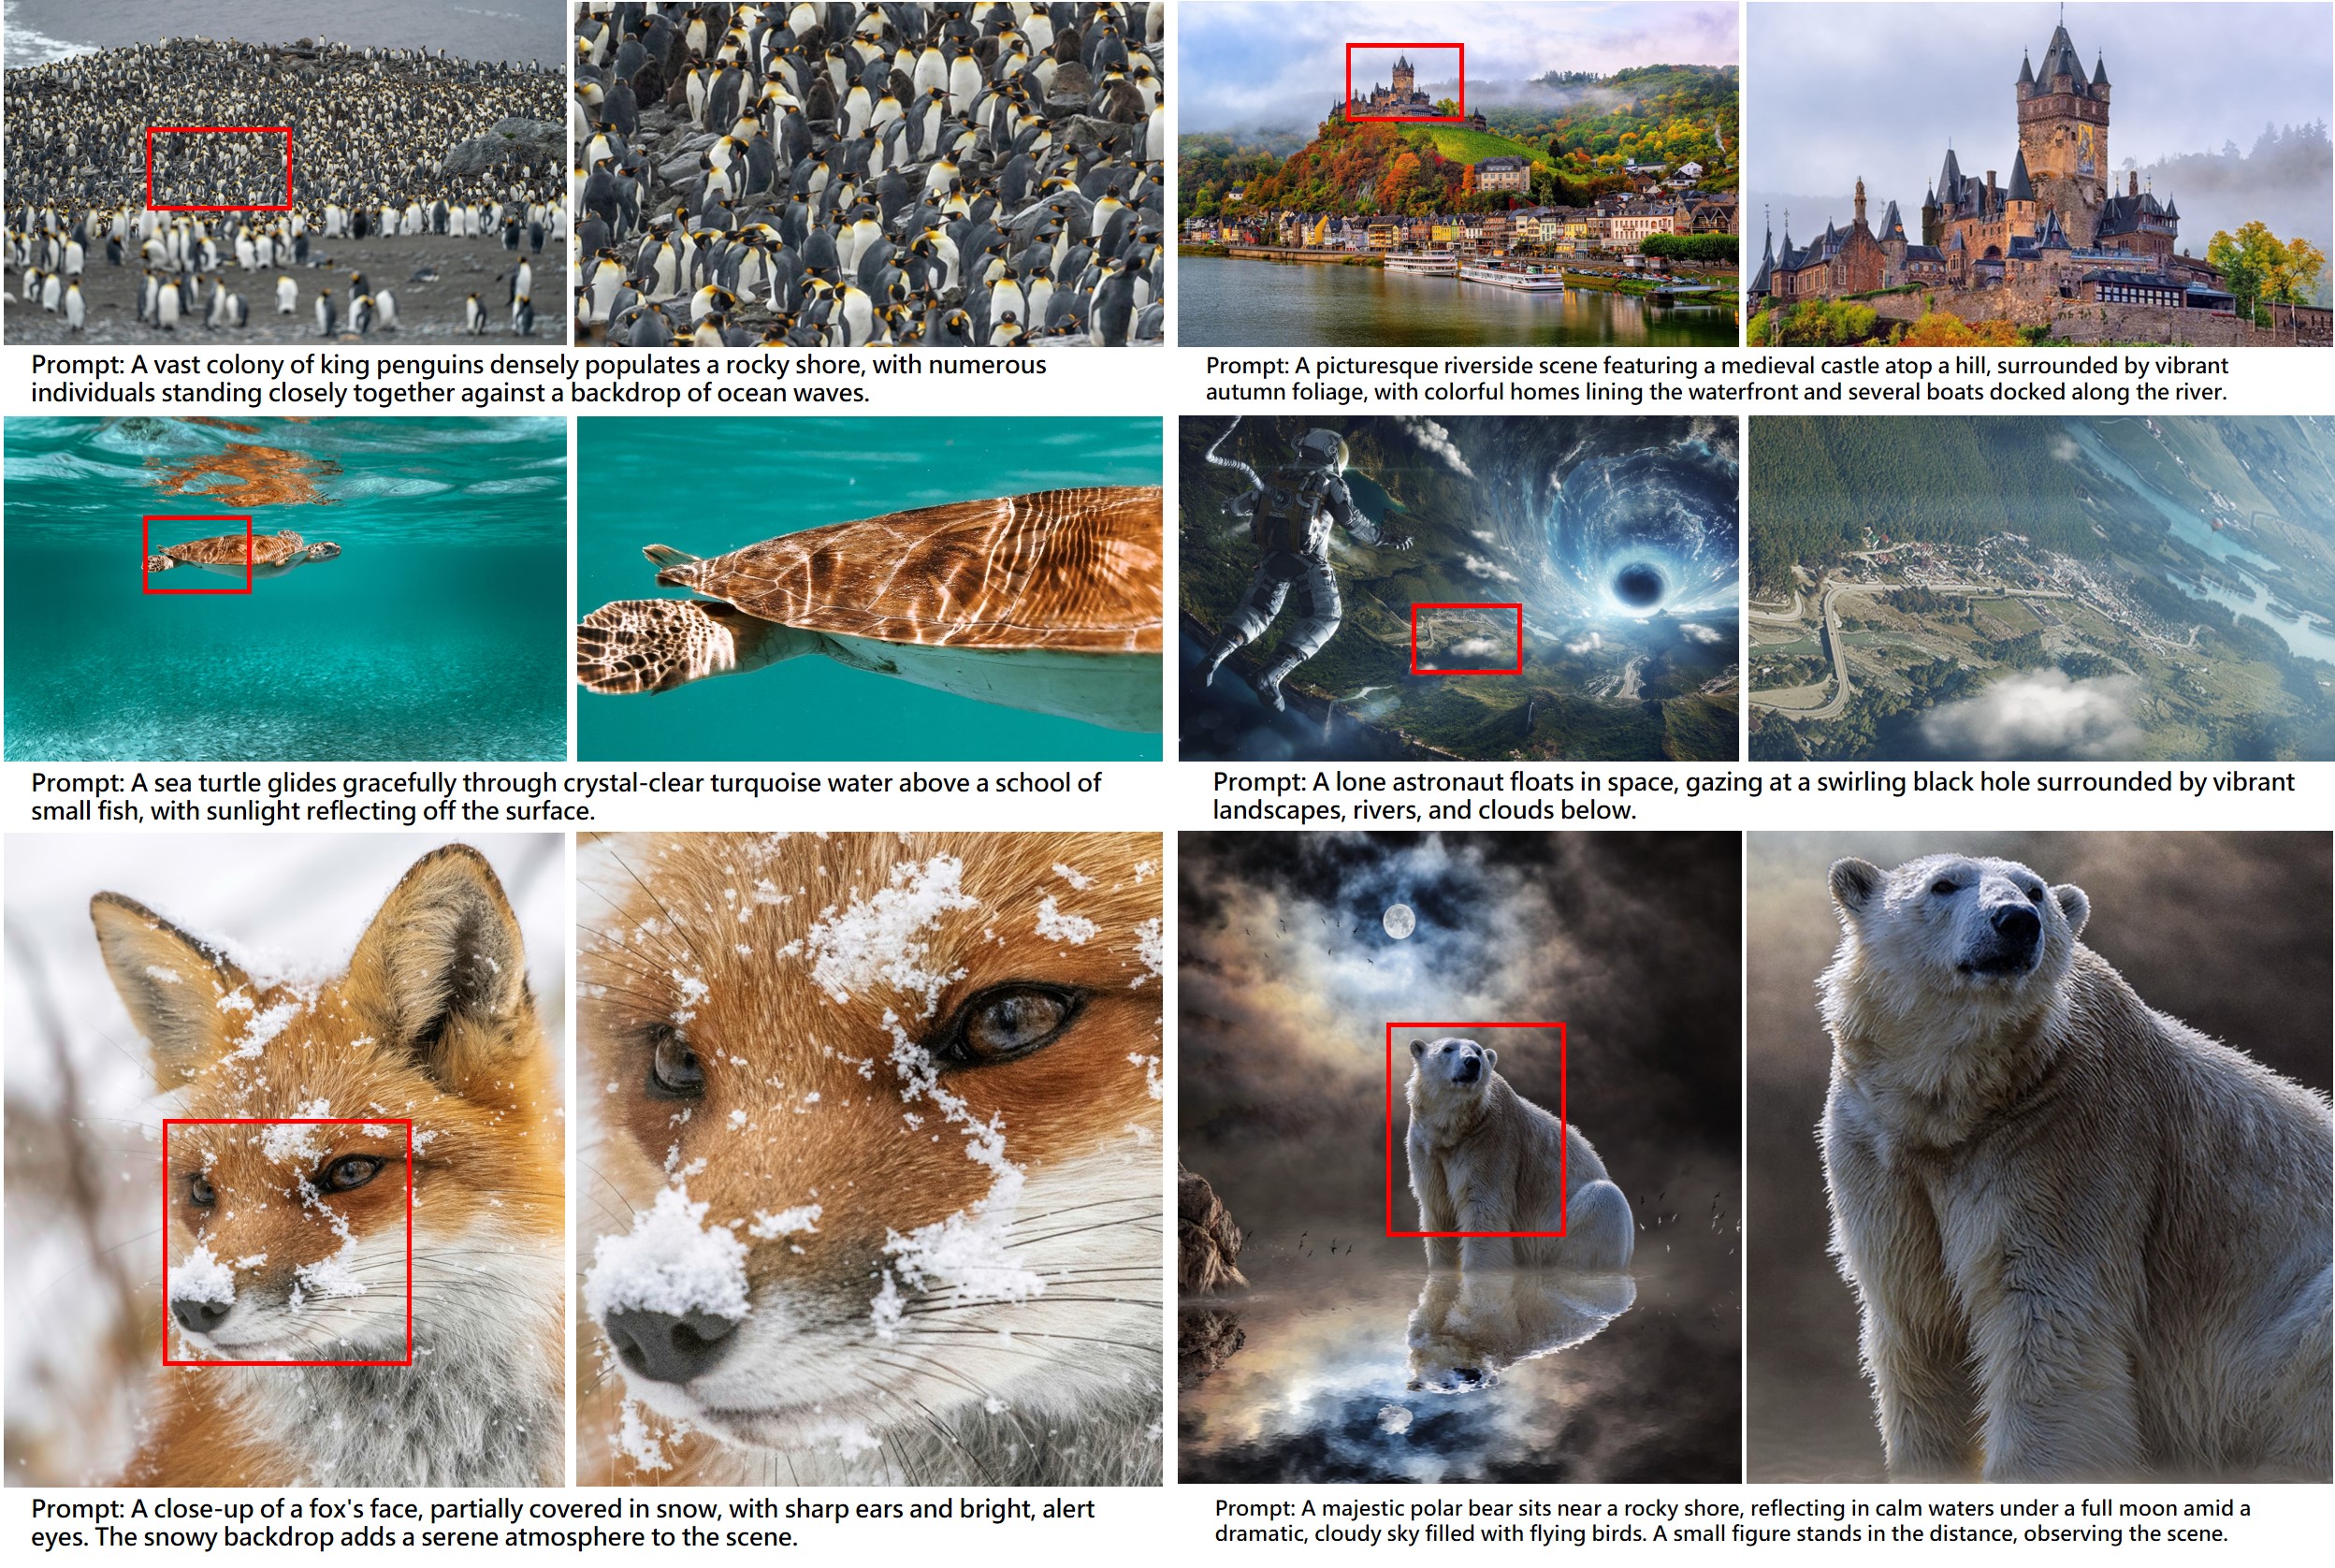 Prompt: A vast colony of king penguins densely populates a rocky shore, with numerous
individuals standing closely together against a backdrop of ocean waves.
Prompt: A picturesque riverside scene featuring a medieval castle atop a hill, surrounded by vibrant
autumn foliage, with colorful homes lining the waterfront and several boats docked along the river.
Prompt: A sea turtle glides gracefully through crystal-clear turquoise water above a school of
small fish, with sunlight reflecting off the surface.
Prompt: A lone astronaut floats in space, gazing at a swirling black hole surrounded by vibrant
landscapes, rivers, and clouds below.
Prompt: A close-up of a fox's face, partially covered in snow, with sharp ears and bright, alert
eyes. The snowy backdrop adds a serene atmosphere to the scene.
Prompt: A majestic polar bear sits near a rocky shore, reflecting in calm waters under a full moon amid a
dramatic, cloudy sky filled with flying birds. A small figure stands in the distance, observing the scene.